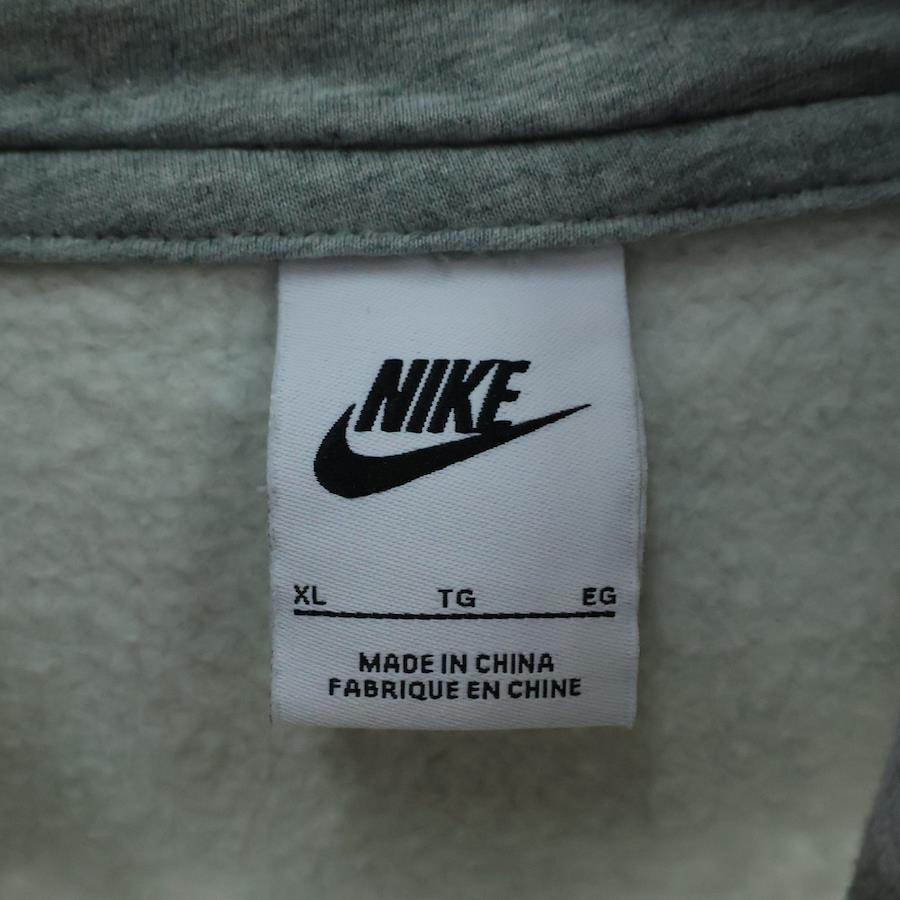 NIKE
XL TG EG
MADE IN CHINA
FABRIQUE EN CHINE